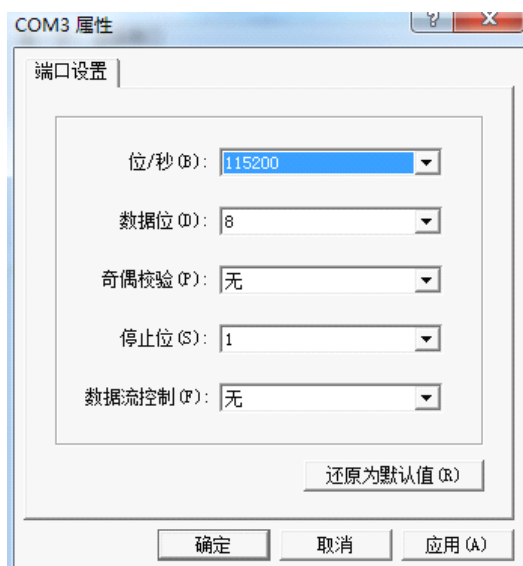 COM3 属性
端口设置
位/秒(B): 115200
数据位(D): 8
奇偶校验(P): 无
停止位(S): 1
数据流控制(F): 无
还原为默认值(R)
确定 取消 应用(A)